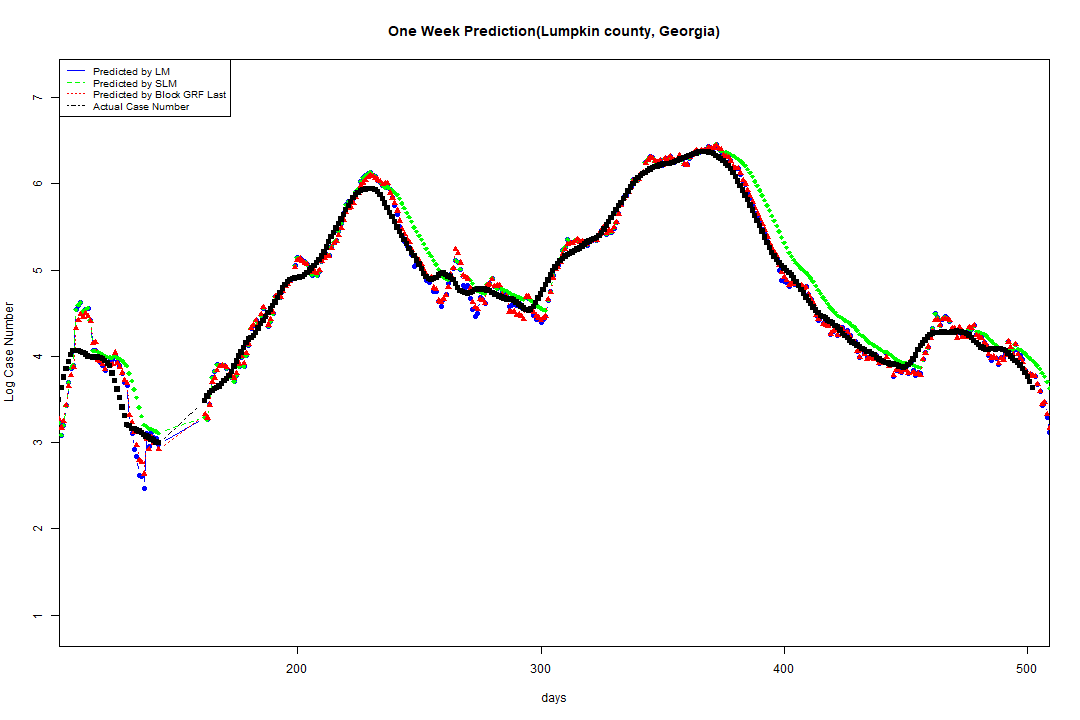 One Week Prediction(Lumpkin county, Georgia)
Predicted by LM
Predicted by SLM
Predicted by Block GRF Last
Actual Case Number
7
6
5
4
3
2
1
Log Case Number
200
300
400
500
days